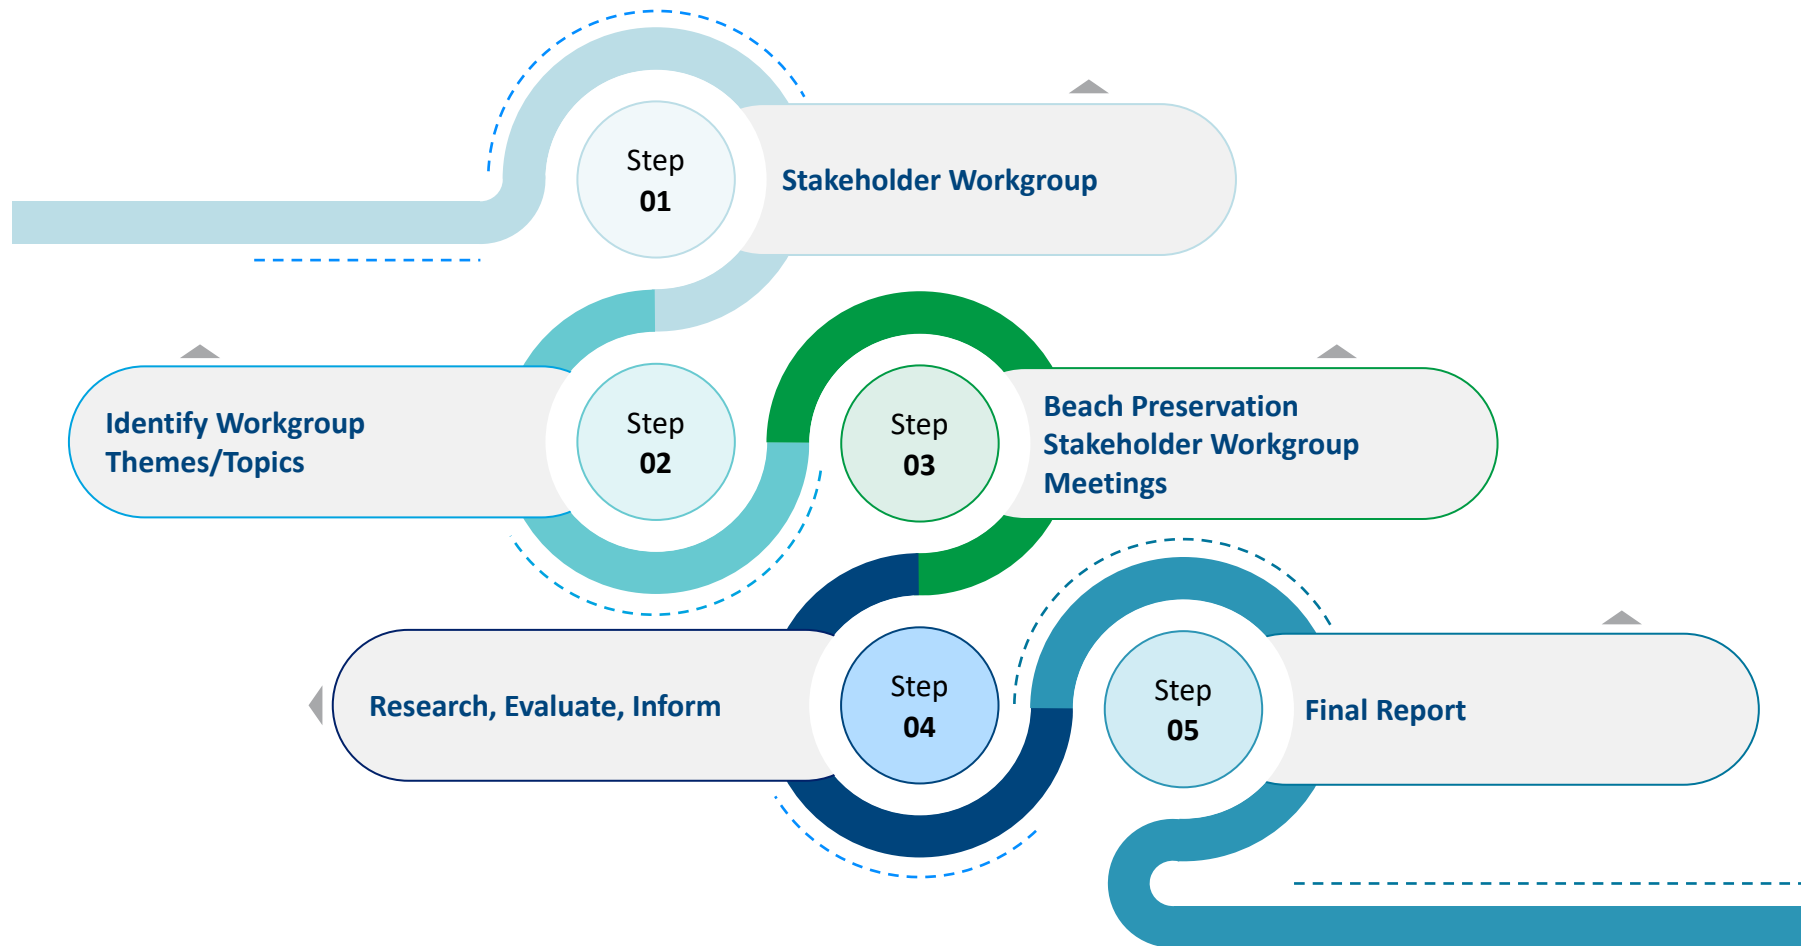 Step
01
Stakeholder Workgroup
Step
02
Identify Workgroup
Themes/Topics
Step
03
Beach Preservation
Stakeholder Workgroup
Meetings
Step
04
Research, Evaluate, Inform
Step
05
Final Report